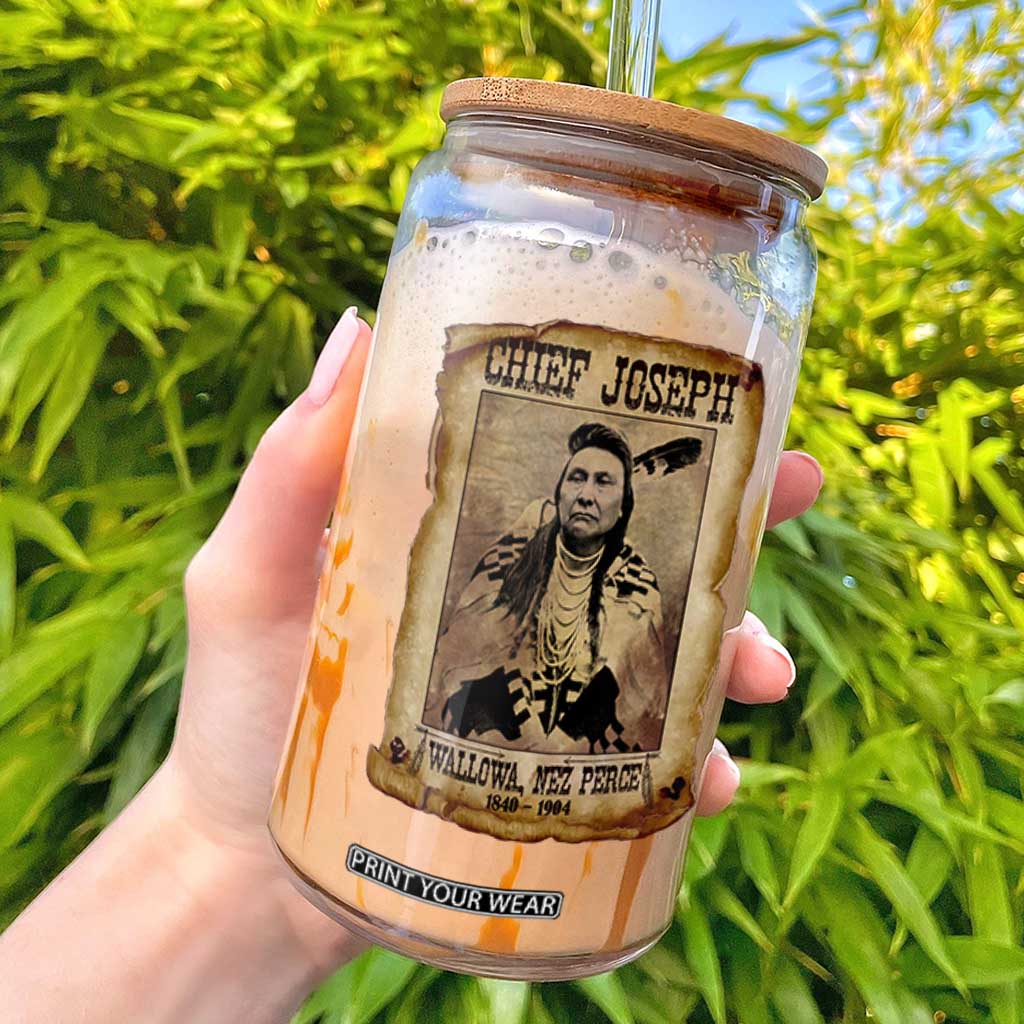 CHIEF JOSEPH
WALLOWA, NEZ PERCE
1840 - 1904
PRINT YOUR WEAR